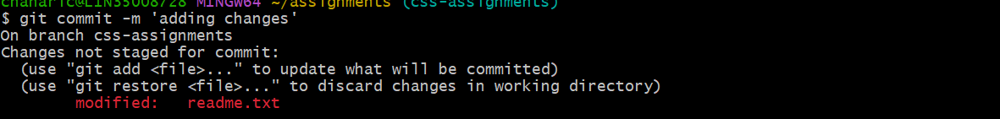 MINGW64 ~/assignments (css-assignments)
$ git commit -m 'adding changes'
On branch css-assignments
Changes not staged for commit:
  (use "git add <file>..." to update what will be committed)
  (use "git restore <file>..." to discard changes in working directory)
        modified:   readme.txt